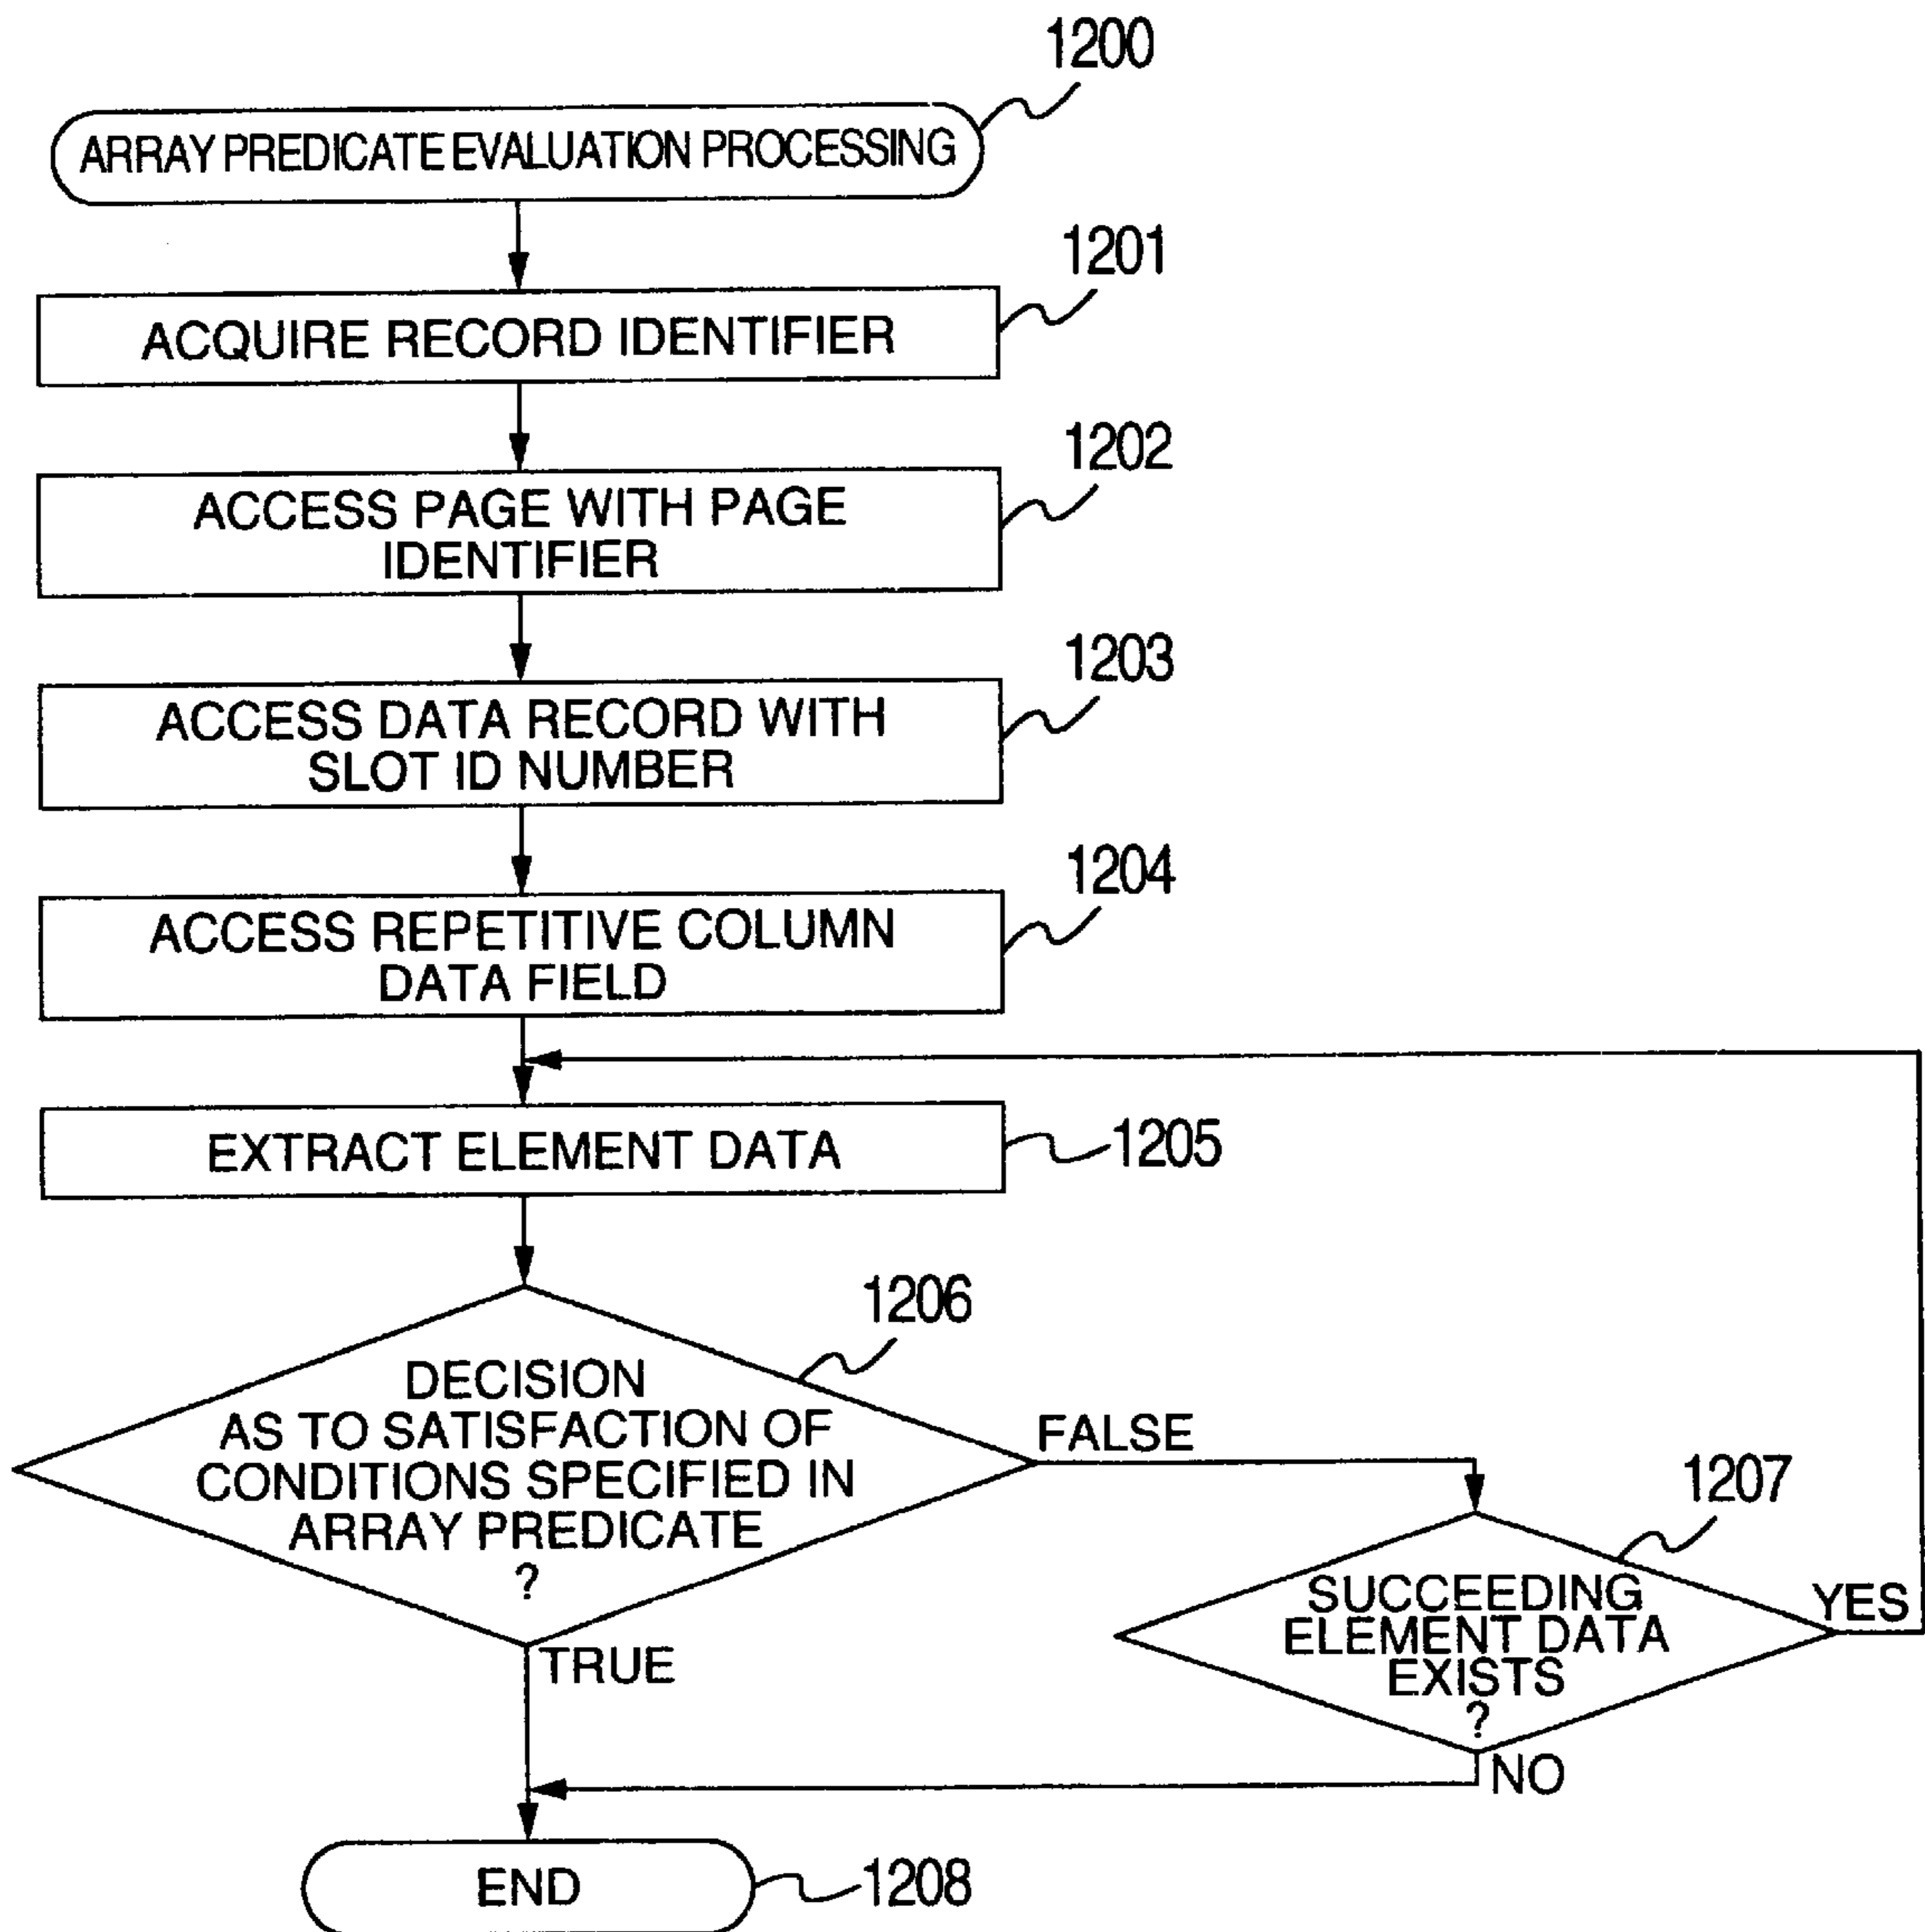 1200
ARRAY PREDICATE EVALUATION PROCESSING
1201
ACQUIRE RECORD IDENTIFIER
1202
ACCESS PAGE WITH PAGE
IDENTIFIER
1203
ACCESS DATA RECORD WITH
SLOT ID NUMBER
1204
ACCESS REPETITIVE COLUMN
DATA FIELD
EXTRACT ELEMENT DATA
1205
1206
DECISION
AS TO SATISFACTION OF
CONDITIONS SPECIFIED IN
ARRAY PREDICATE
?
FALSE
TRUE
1207
SUCCEEDING
ELEMENT DATA
EXISTS
?
YES
NO
END
1208